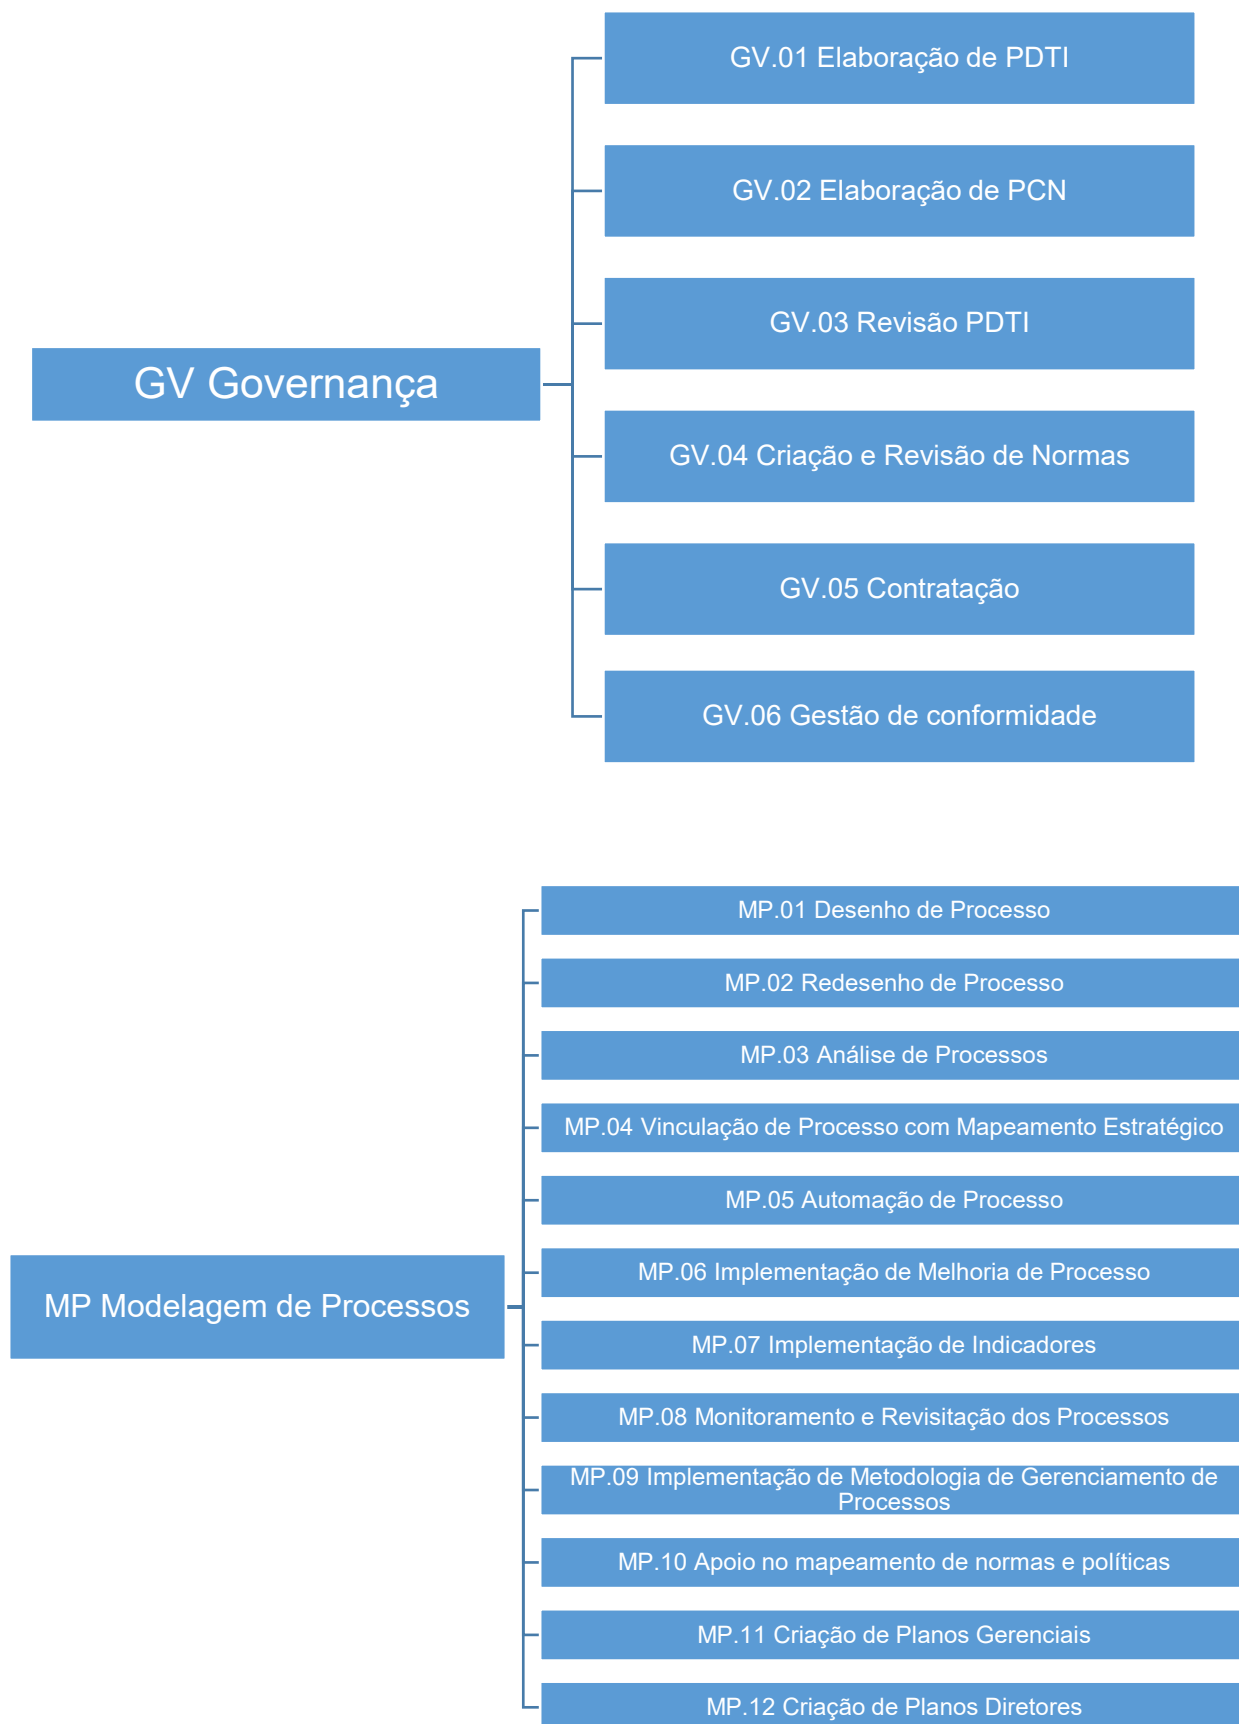 GV Governança
GV.01 Elaboração de PDTI
GV.02 Elaboração de PCN
GV.03 Revisão PDTI
GV.04 Criação e Revisão de Normas
GV.05 Contratação
GV.06 Gestão de conformidade
MP Modelagem de Processos
MP.01 Desenho de Processo
MP.02 Redesenho de Processo
MP.03 Análise de Processos
MP.04 Vinculação de Processo com Mapeamento Estratégico
MP.05 Automação de Processo
MP.06 Implementação de Melhoria de Processo
MP.07 Implementação de Indicadores
MP.08 Monitoramento e Revisitação dos Processos
MP.09 Implementação de Metodologia de Gerenciamento de
Processos
MP.10 Apoio no mapeamento de normas e políticas
MP.11 Criação de Planos Gerenciais
MP.12 Criação de Planos Diretores